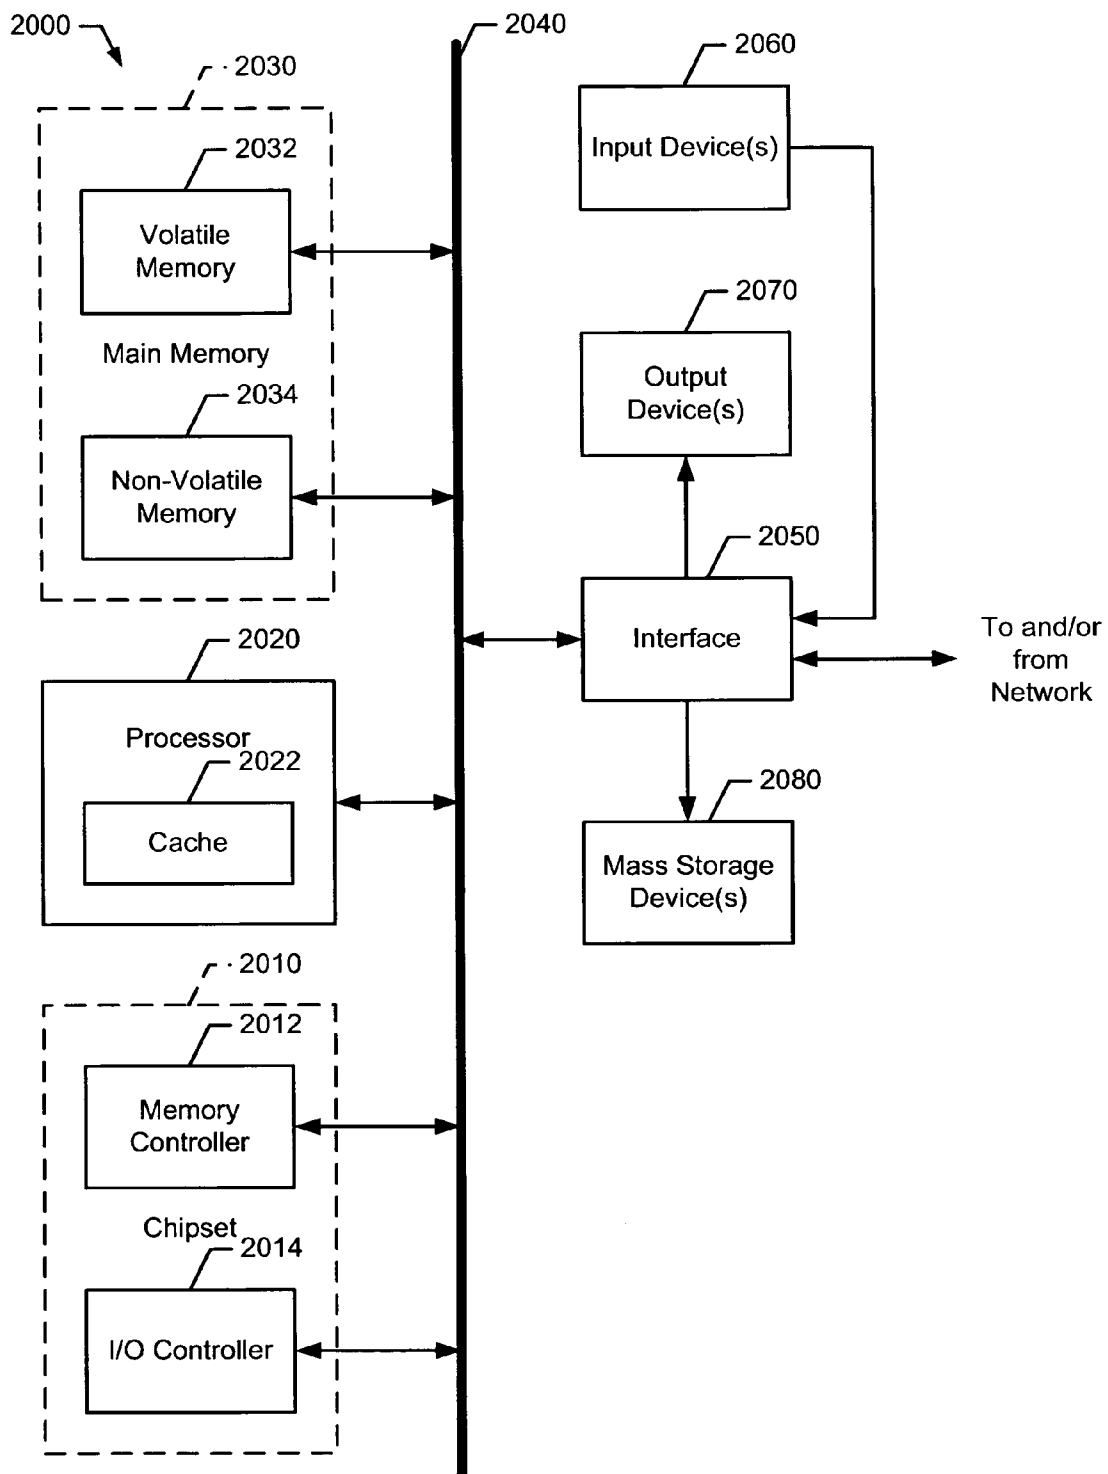 2000
2040
2030
2060
2032
Input Device(s)
Volatile
Memory
2070
Main Memory
Output
Device(s)
2034
Non-Volatile
Memory
2050
Interface
To and/or
from
Network
2020
Processor
2022
Cache
2080
Mass Storage
Device(s)
2010
2012
Memory
Controller
Chipset
2014
I/O Controller